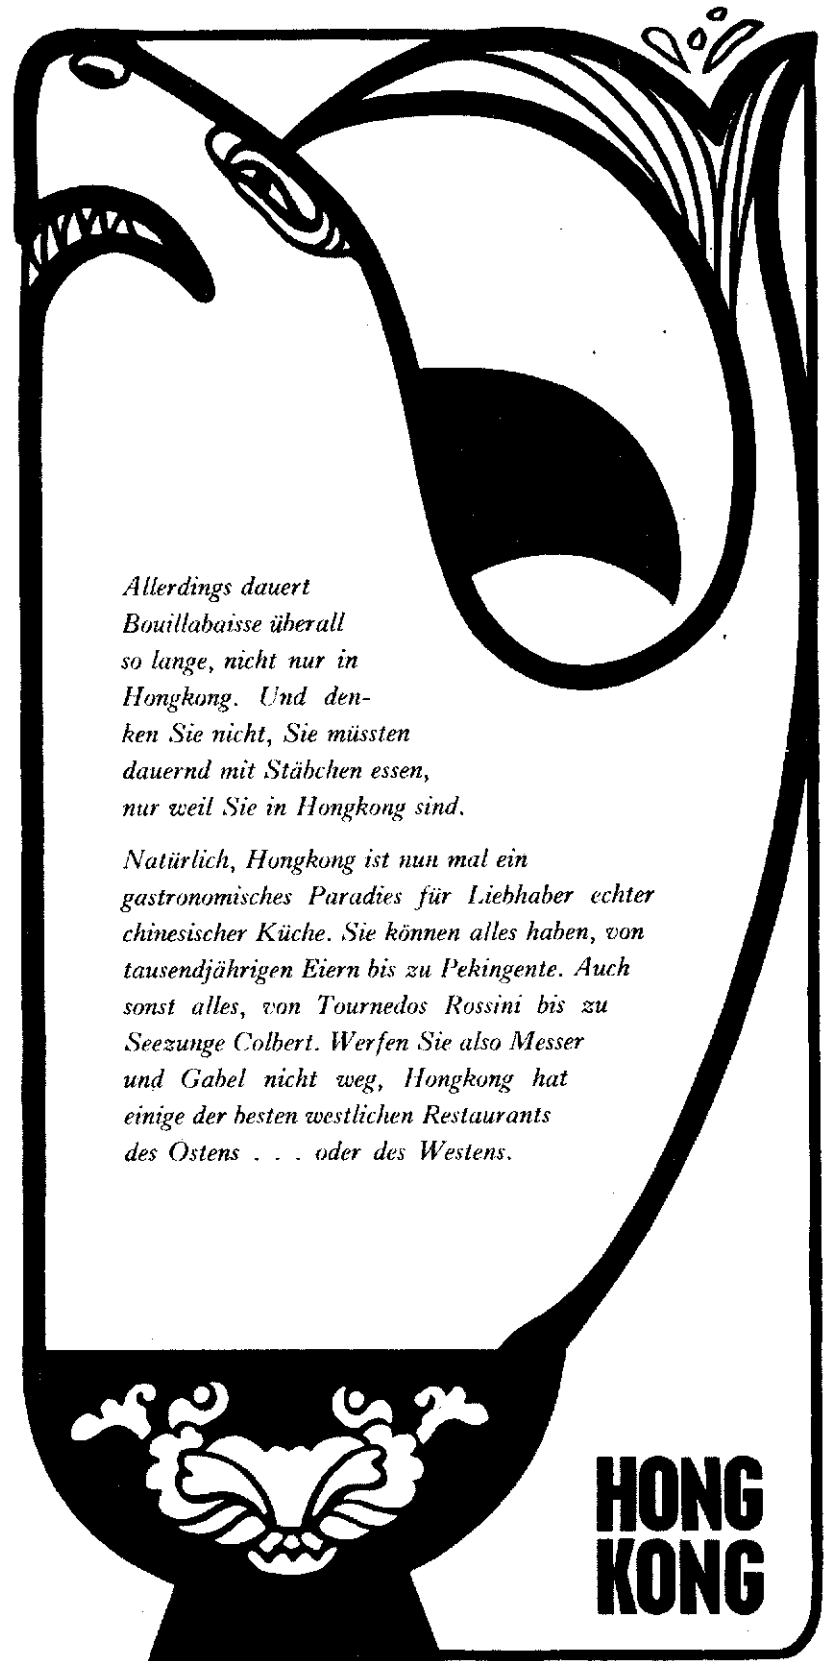 Allerdings dauert
Bouillabaisse überall
so lange, nicht nur in
Hongkong. Und den-
ken Sie nicht, Sie müssten
dauernd mit Stäbchen essen,
nur weil Sie in Hongkong sind.
Natürlich, Hongkong ist nun mal ein
gastronomisches Paradies für Liebhaber echter
chinesischer Küche. Sie können alles haben, von
tausendjährigen Eiern bis zu Pekingente. Auch
sonst alles, von Tournedos Rossini bis zu
Seezunge Colbert. Werfen Sie also Messer
und Gabel nicht weg, Hongkong hat
einige der besten westlichen Restaurants
des Ostens . . . oder des Westens.
HONG
KONG